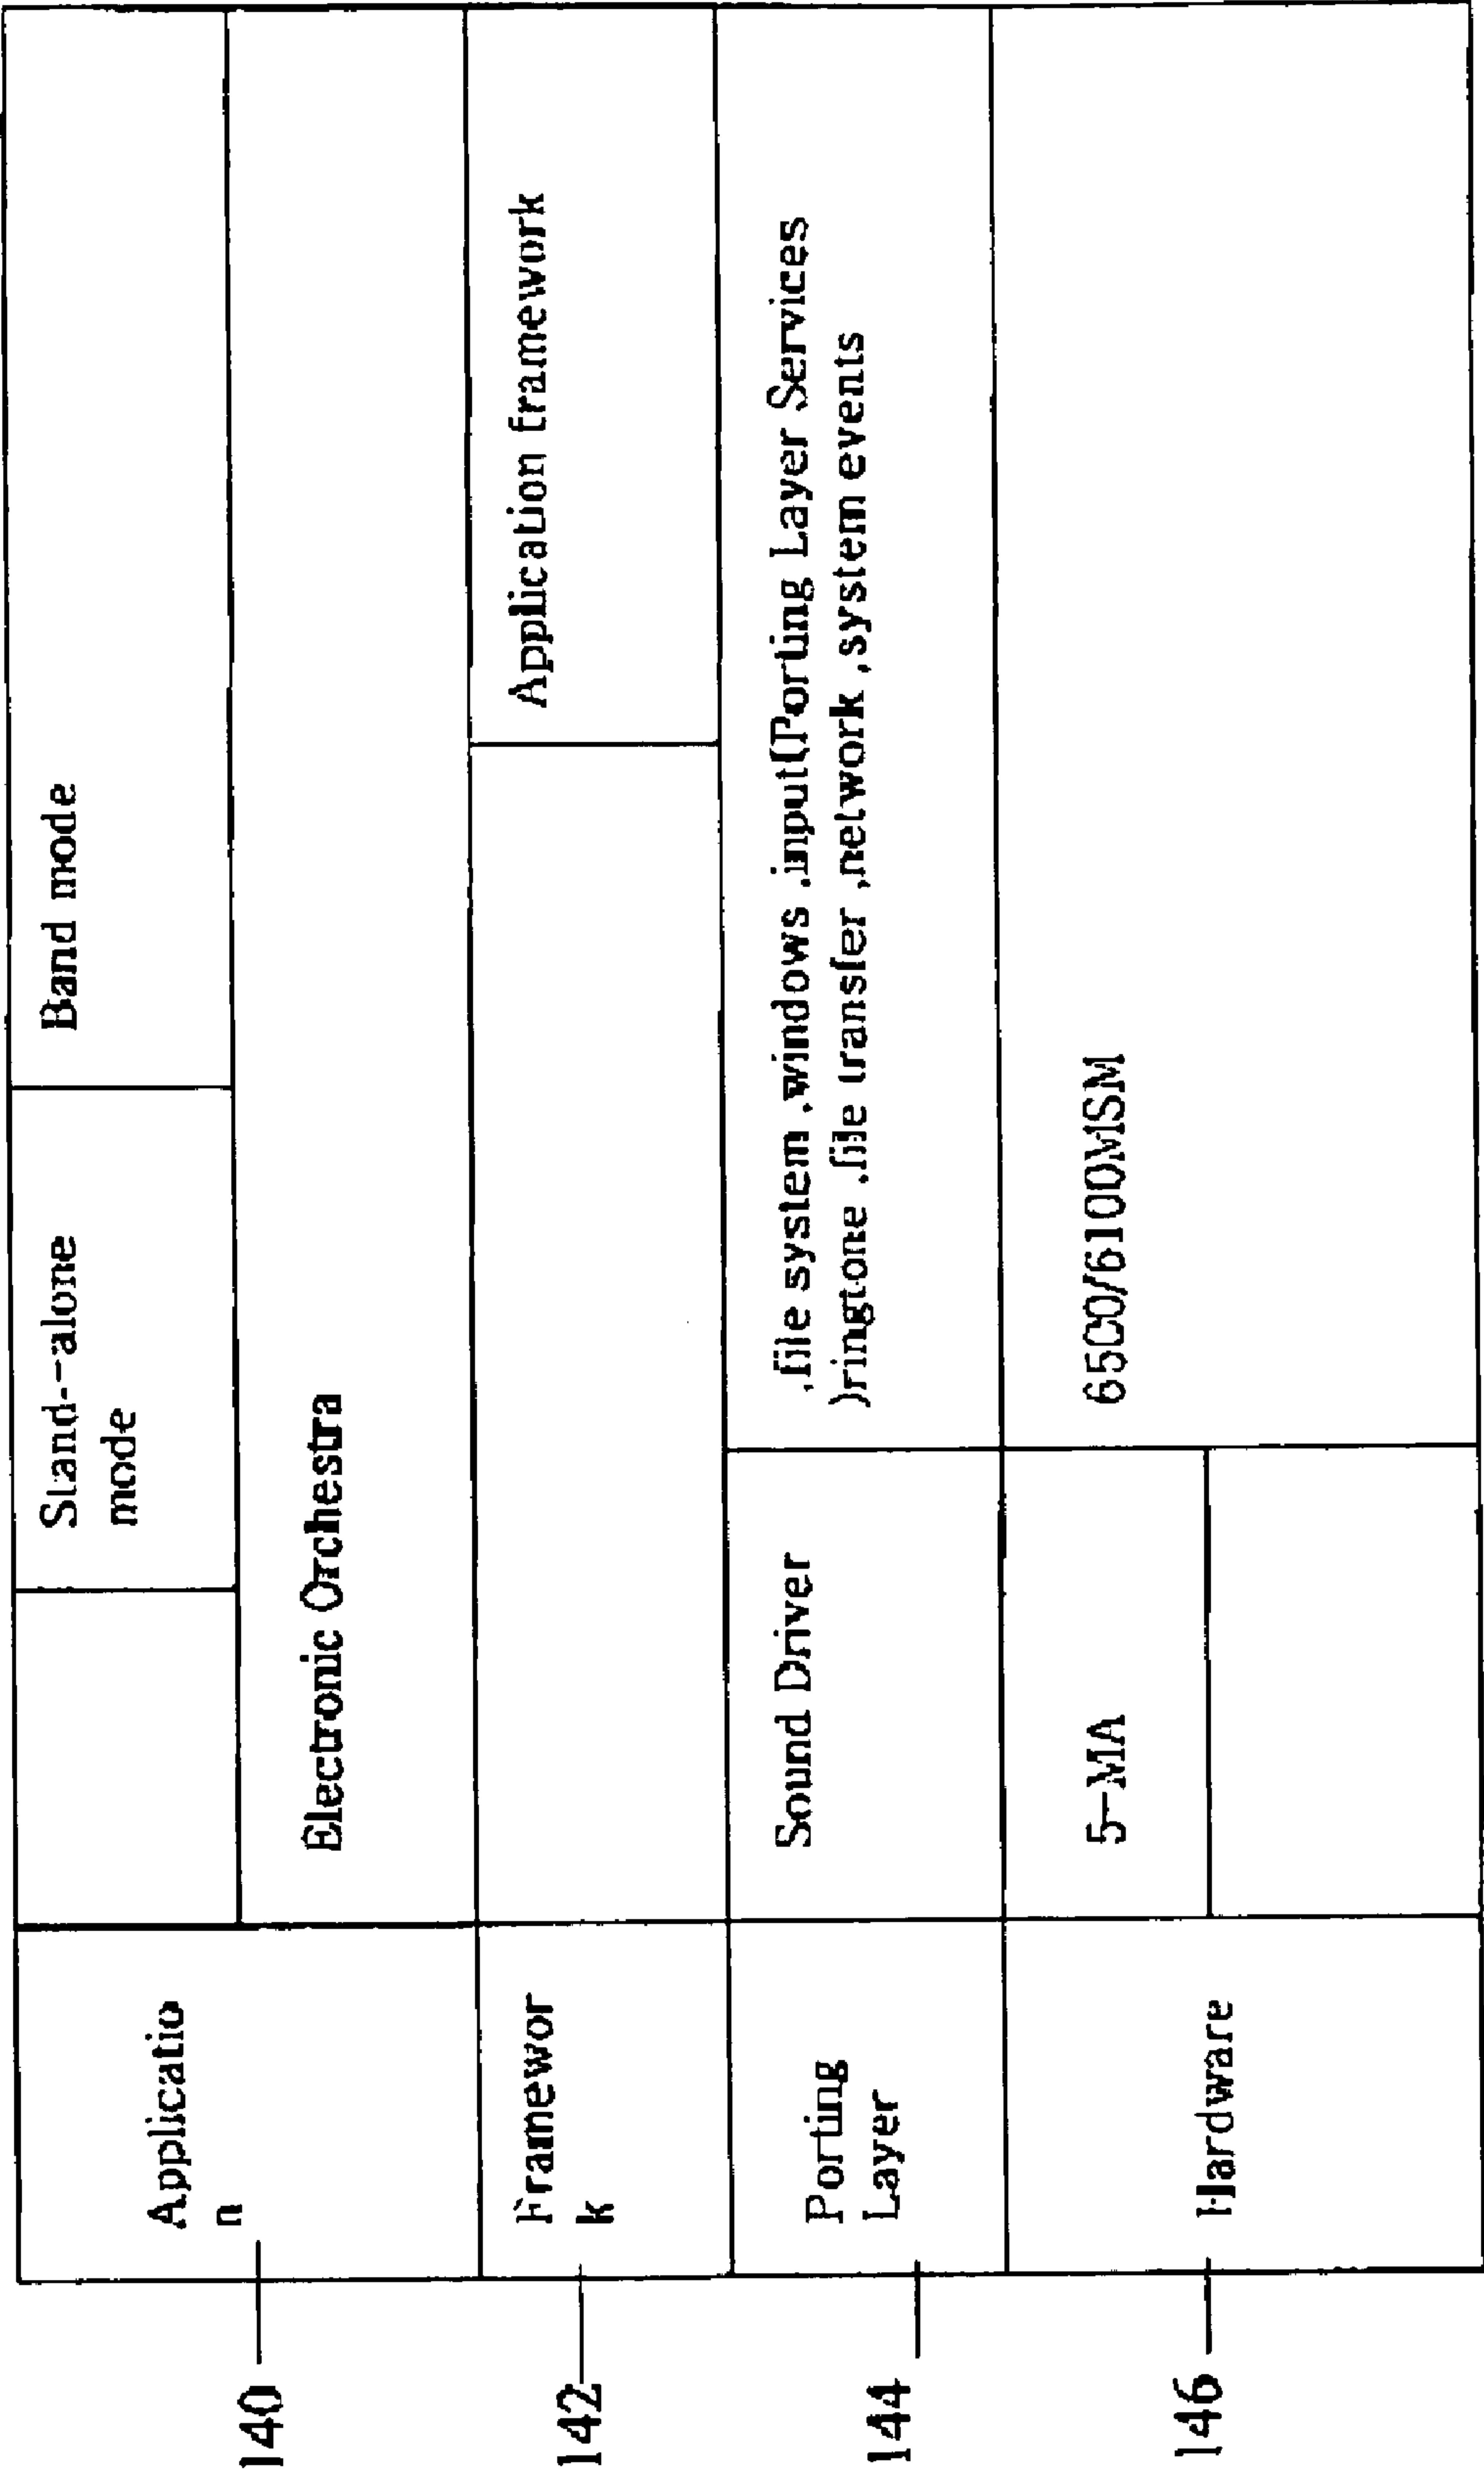 140
Applicatio
n
Stand-alone
mode
Band mode
Electronic Orchestra
142
Framewor
k
Application framework
144
Porting
Layer
Sound Driver
,file system ,windows ,input(Porting Layer Services
)ringtone ,file transfer ,network ,system events
146
Hardware
5-MA
6500/6100MSM